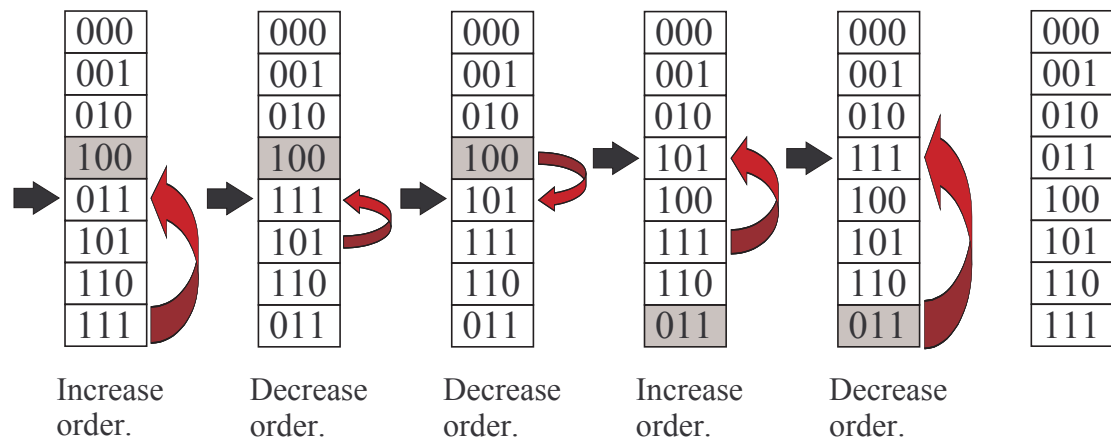 000 000 000 000 000 000
001 001 001 001 001 001
010 010 010 010 010 010
100 100 100 101 111 011
011 111 101 100 100 100
101 101 111 111 101 101
110 110 110 110 110 110
111 011 011 011 011 111
Increase Decrease Decrease Increase Decrease
order. order. order. order. order.